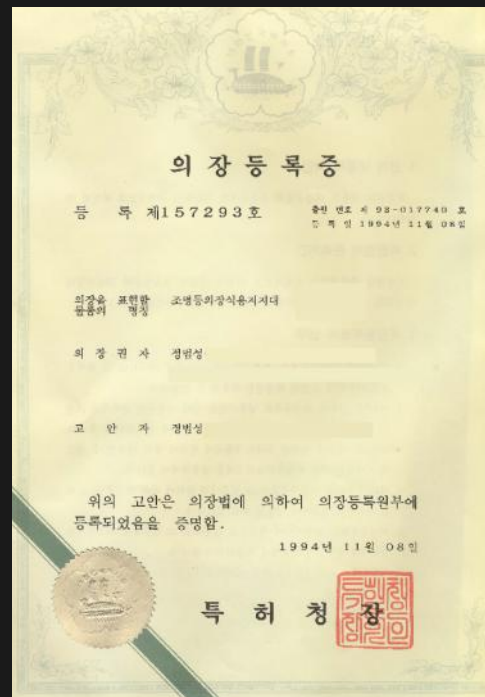 의장등록증
등 록 제157293호
출원 번호 제 93-017740 호
등록일 1994년 11월 08일
의장을 표현할 조명등의장식용지지대
물품의 명칭
의 장 권 자 정범성
고 안 자 정범성
위의 고안은 의장법에 의하여 의장등록원부에
등록되었음을 증명함.
1994년 11월 08일
특 허 청 장